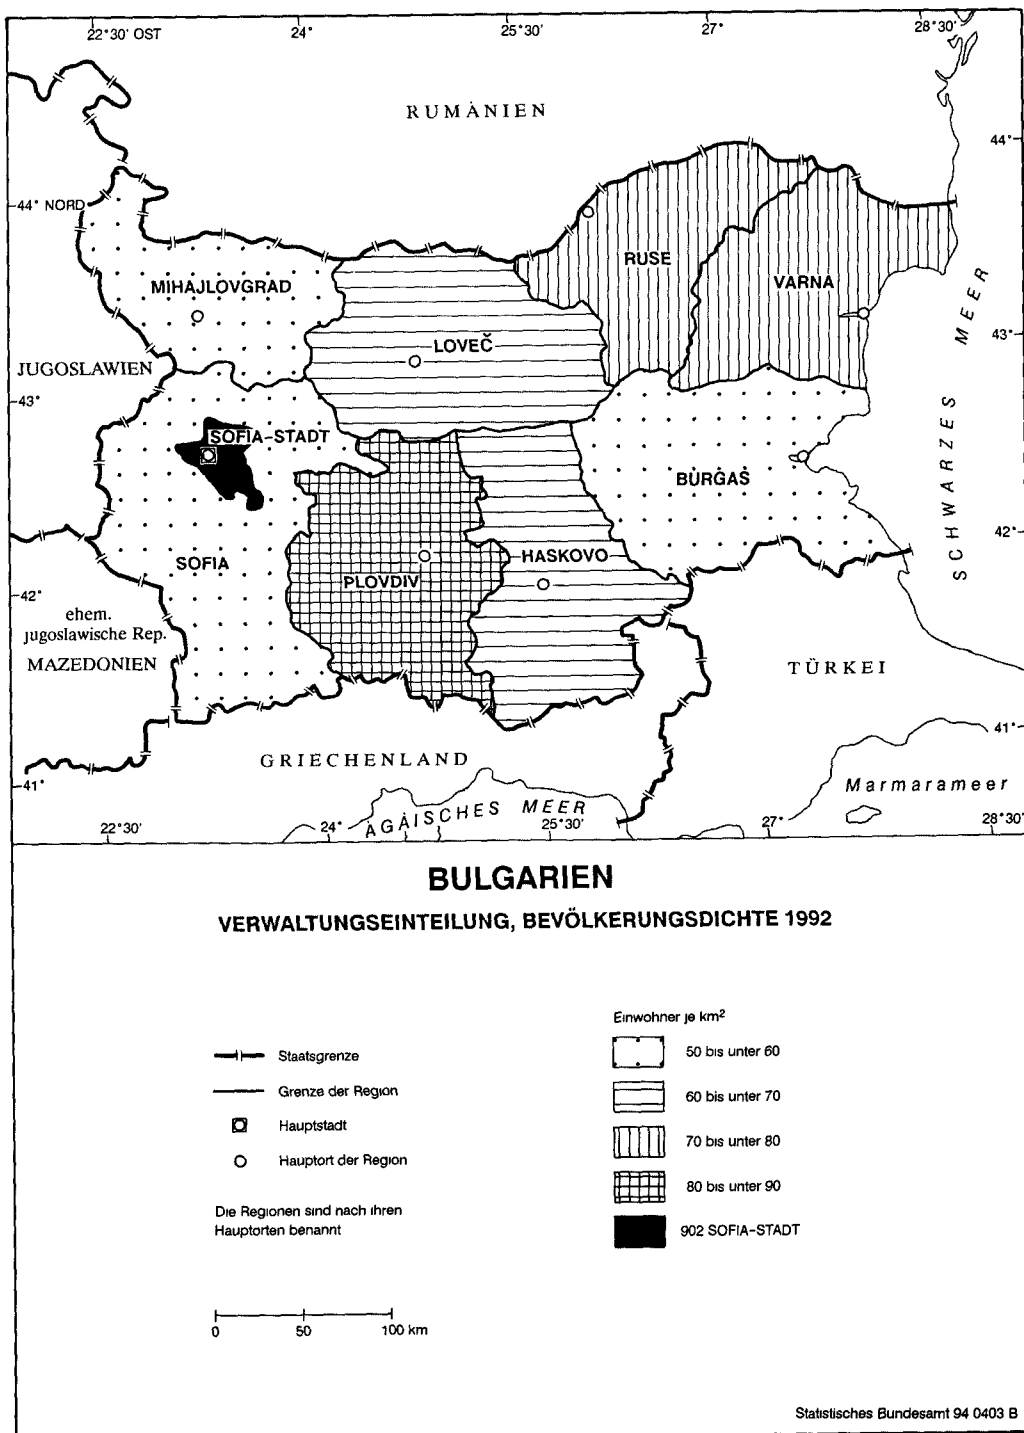 22°30' OST 24° 25°30' 27° 28°30'
RUMÄNIEN
44°
44° NORD
RUSE
MIHAJLOVGRAD
VARNA
LOVEČ
43°
JUGOSLAWIEN
43°
SCHWARZES MEER
SOFIA-STADT
BURGAS
42°
HASKOVO
SOFIA
PLOVDIV
42°
ehem.
jugoslawische Rep.
MAZEDONIEN
TÜRKEI
41°
GRIECHENLAND
41°
Marmarameer
ÄGÄISCHES MEER
22°30' 24° 25°30' 27° 28°30'
BULGARIEN
VERWALTUNGSEINTEILUNG, BEVÖLKERUNGSDICHTE 1992
Staatsgrenze
Grenze der Region
Hauptstadt
Hauptort der Region
Die Regionen sind nach ihren
Hauptorten benannt
0 50 100 km
Einwohner je km²
50 bis unter 60
60 bis unter 70
70 bis unter 80
80 bis unter 90
902 SOFIA-STADT
Statistisches Bundesamt 94 0403 B